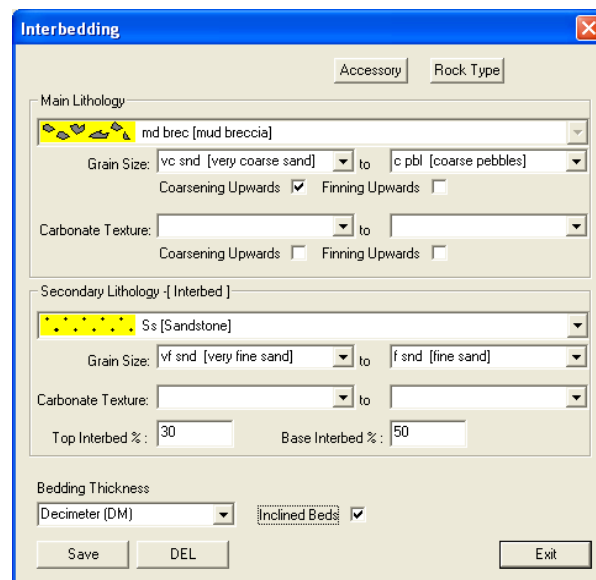 Interbedding
Accessory Rock Type
Main Lithology
md brec [mud breccia]
Grain Size: vc snd [very coarse sand] to c pbl [coarse pebbles]
Coarsening Upwards Finning Upwards
Carbonate Texture: to
Coarsening Upwards Finning Upwards
Secondary Lithology -[ Interbed ]
Ss [Sandstone]
Grain Size: vf snd [very fine sand] to f snd [fine sand]
Carbonate Texture: to
Top Interbed % : 30 Base Interbed % : 50
Bedding Thickness
Decimeter (DM) Inclined Beds
Save DEL Exit